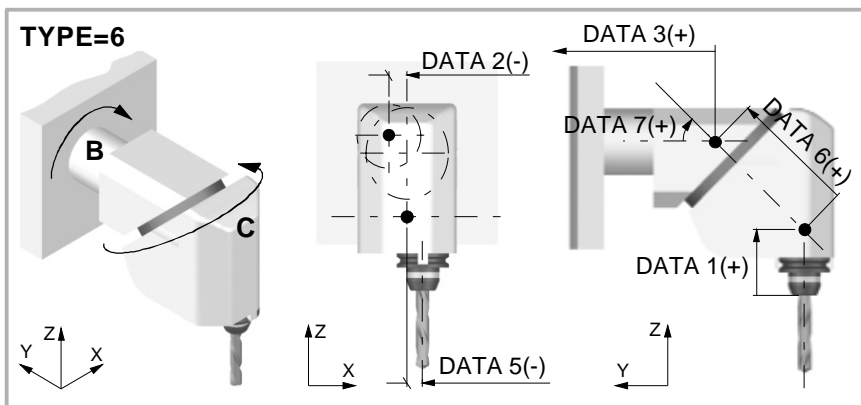 TYPE=6
B
C
Z
Y
X
DATA 2(-)
Z
X
DATA 5(-)
DATA 3(+)
DATA 7(+)
DATA 6(+)
DATA 1(+)
Z
Y